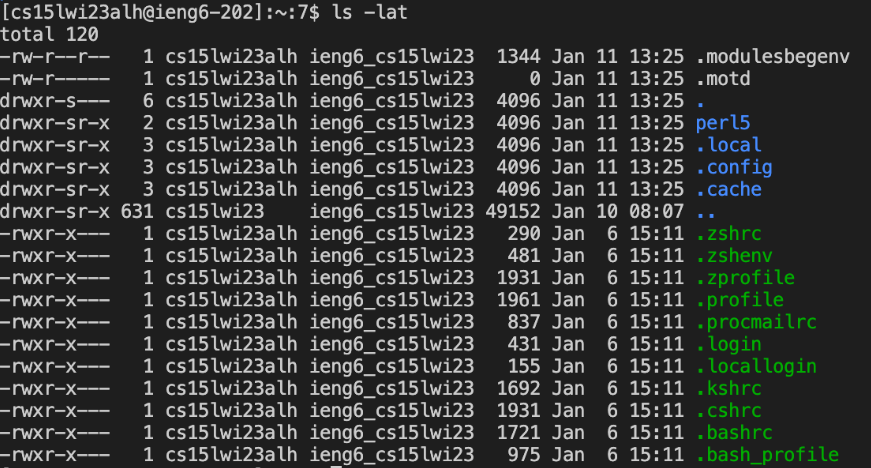 [cs15lwi23alh@ieng6-202]:~:7$ ls -lat
total 120
-rw-r--r--   1 cs15lwi23alh ieng6_cs15lwi23  1344 Jan 11 13:25 .modulesbegenv
-rw-r-----   1 cs15lwi23alh ieng6_cs15lwi23     0 Jan 11 13:25 .motd
drwxr-s---   6 cs15lwi23alh ieng6_cs15lwi23  4096 Jan 11 13:25 .
drwxr-sr-x   2 cs15lwi23alh ieng6_cs15lwi23  4096 Jan 11 13:25 perl5
drwxr-sr-x   3 cs15lwi23alh ieng6_cs15lwi23  4096 Jan 11 13:25 .local
drwxr-sr-x   3 cs15lwi23alh ieng6_cs15lwi23  4096 Jan 11 13:25 .config
drwxr-sr-x   3 cs15lwi23alh ieng6_cs15lwi23  4096 Jan 11 13:25 .cache
drwxr-sr-x 631 cs15lwi23    ieng6_cs15lwi23 49152 Jan 10 08:07 ..
-rwxr-x---   1 cs15lwi23alh ieng6_cs15lwi23   290 Jan  6 15:11 .zshrc
-rwxr-x---   1 cs15lwi23alh ieng6_cs15lwi23   481 Jan  6 15:11 .zshenv
-rwxr-x---   1 cs15lwi23alh ieng6_cs15lwi23  1931 Jan  6 15:11 .zprofile
-rwxr-x---   1 cs15lwi23alh ieng6_cs15lwi23  1961 Jan  6 15:11 .profile
-rwxr-x---   1 cs15lwi23alh ieng6_cs15lwi23   837 Jan  6 15:11 .procmailrc
-rwxr-x---   1 cs15lwi23alh ieng6_cs15lwi23   431 Jan  6 15:11 .login
-rwxr-x---   1 cs15lwi23alh ieng6_cs15lwi23   155 Jan  6 15:11 .locallogin
-rwxr-x---   1 cs15lwi23alh ieng6_cs15lwi23  1692 Jan  6 15:11 .kshrc
-rwxr-x---   1 cs15lwi23alh ieng6_cs15lwi23  1931 Jan  6 15:11 .cshrc
-rwxr-x---   1 cs15lwi23alh ieng6_cs15lwi23  1721 Jan  6 15:11 .bashrc
-rwxr-x---   1 cs15lwi23alh ieng6_cs15lwi23   975 Jan  6 15:11 .bash_profile